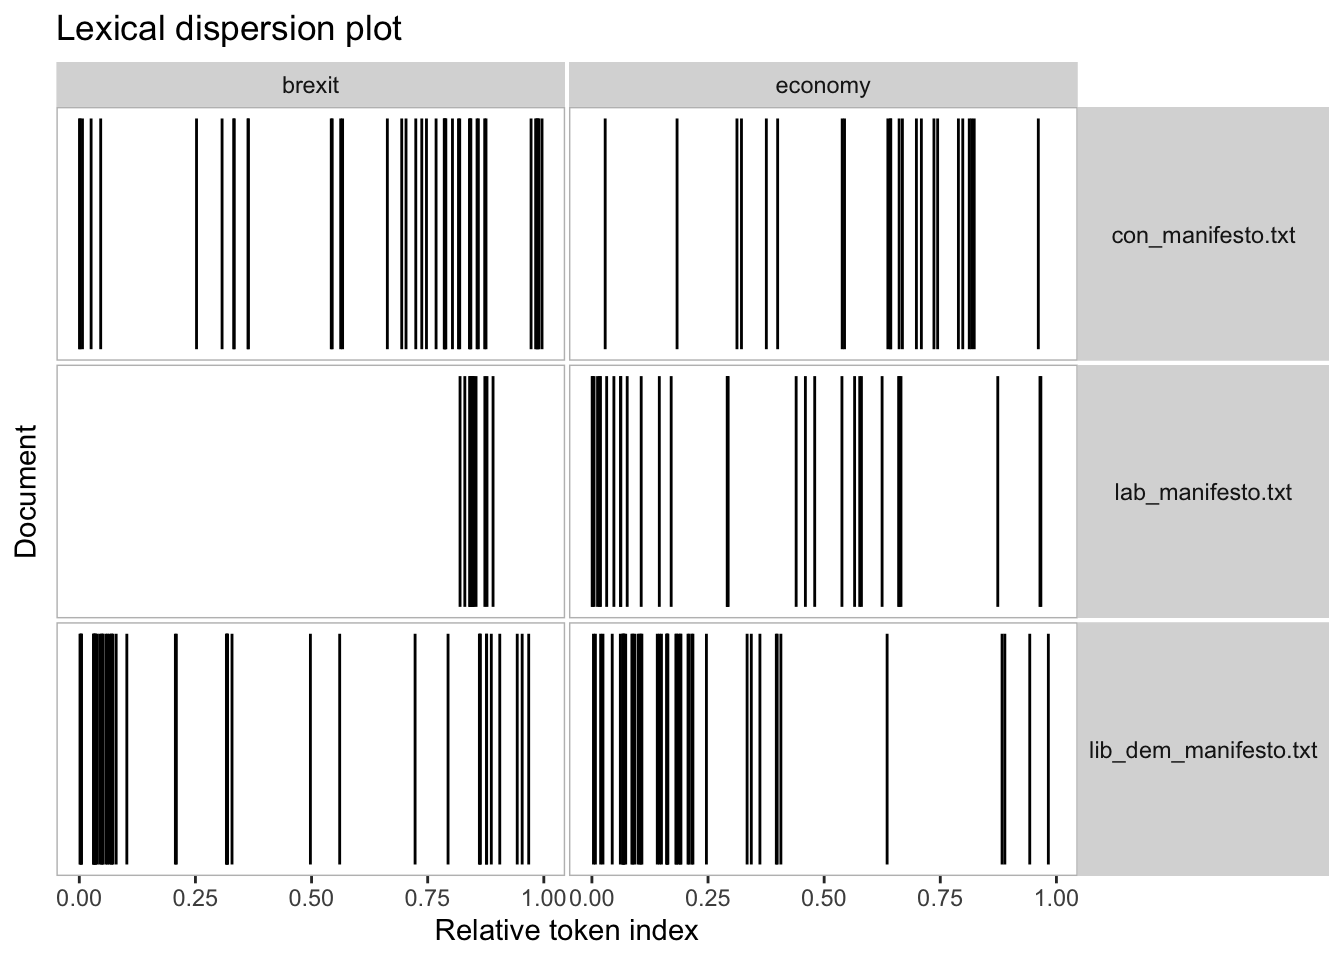 Lexical dispersion plot
brexit
economy
con_manifesto.txt
lab_manifesto.txt
lib_dem_manifesto.txt
Document
0.00 0.25 0.50 0.75 1.00 0.00 0.25 0.50 0.75 1.00
Relative token index